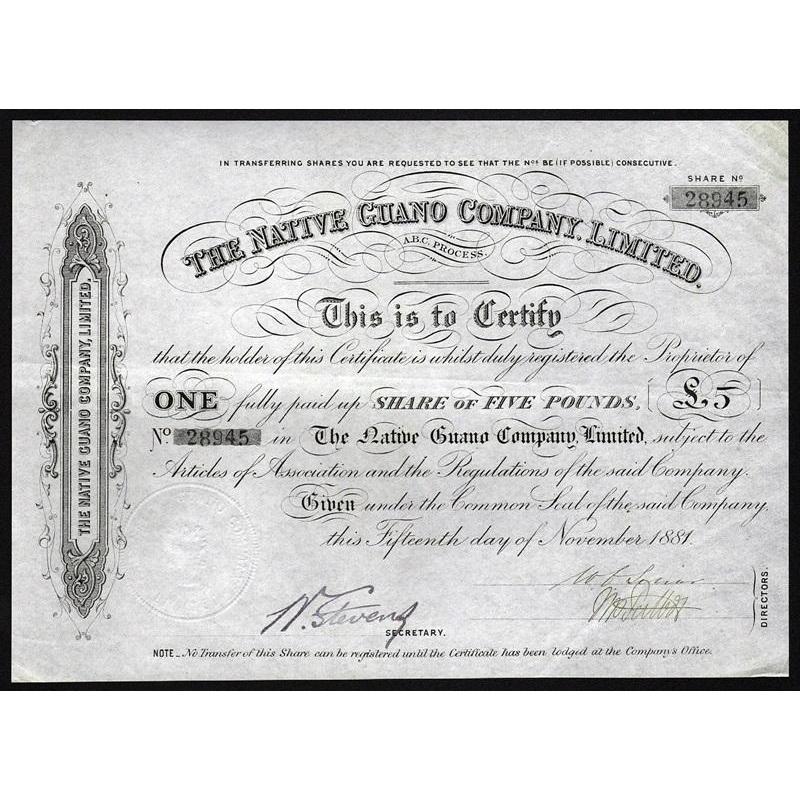 IN TRANSFERRING SHARES YOU ARE REQUESTED TO SEE THAT THE Nos BE (IF POSSIBLE) CONSECUTIVE.
SHARE No
28945
THE NATIVE GUANO COMPANY, LIMITED.
A.B.C. PROCESS.
This is to Certify
that the holder of this Certificate is whilst duly registered the Proprietor of
ONE fully paid up SHARE OF FIVE POUNDS, £5
No 28945 in The Native Guano Company, Limited, subject to the
Articles of Association and the Regulations of the said Company.
Given under the Common Seal of the said Company,
this Fifteenth day of November 1881.
DIRECTORS.
N. Stevens
SECRETARY.
NOTE _ No Transfer of this Share can be registered until the Certificate has been lodged at the Company's Office.
THE NATIVE GUANO COMPANY, LIMITED,